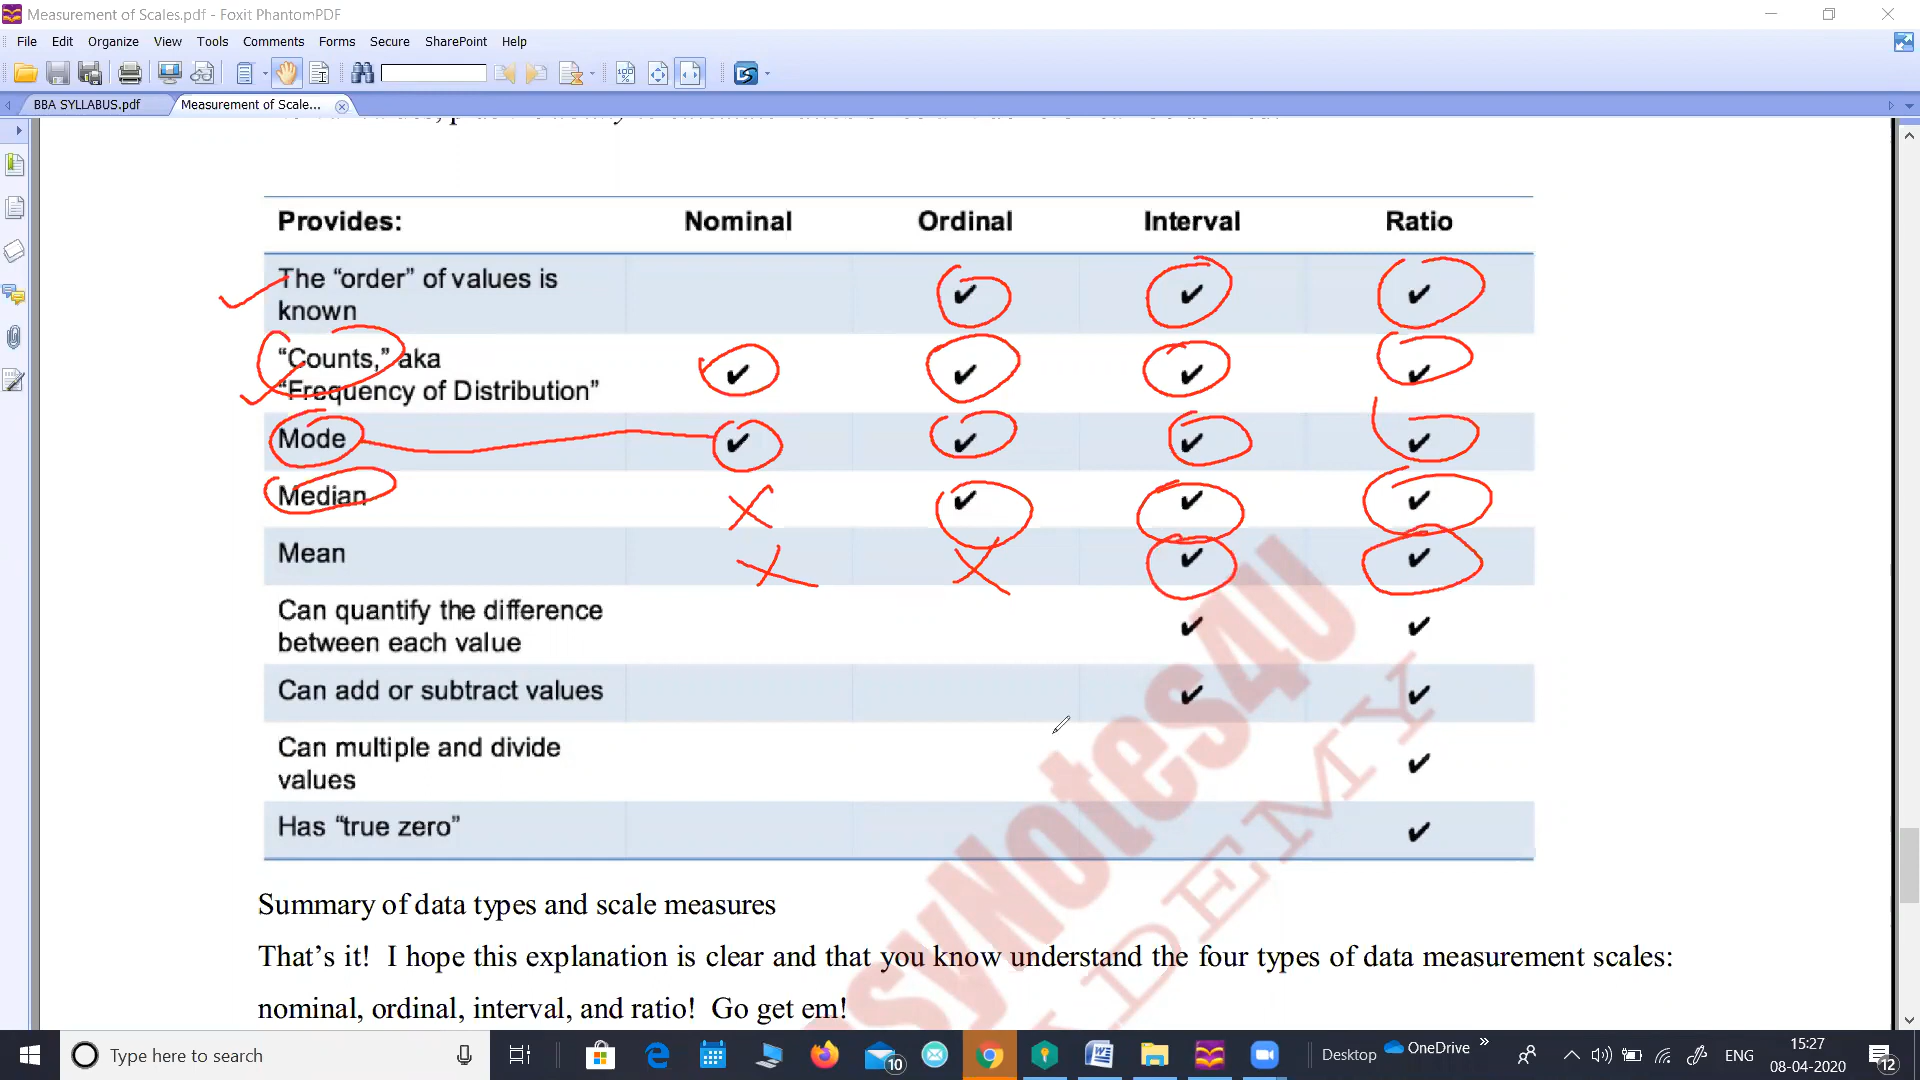 Measurement of Scales.pdf - Foxit PhantomPDF
File Edit Organize View Tools Comments Forms Secure SharePoint Help
BBA SYLLABUS.pdf Measurement of Scale...
Provides: Nominal Ordinal Interval Ratio
The “order” of values is
known
“Counts,” aka
“Frequency of Distribution”
Mode
Median
Mean
Can quantify the difference
between each value
Can add or subtract values
Can multiple and divide
values
Has “true zero”
Summary of data types and scale measures
That’s it! I hope this explanation is clear and that you know understand the four types of data measurement scales:
nominal, ordinal, interval, and ratio! Go get em!
Type here to search
10
Desktop OneDrive
ENG
15:27
08-04-2020
12